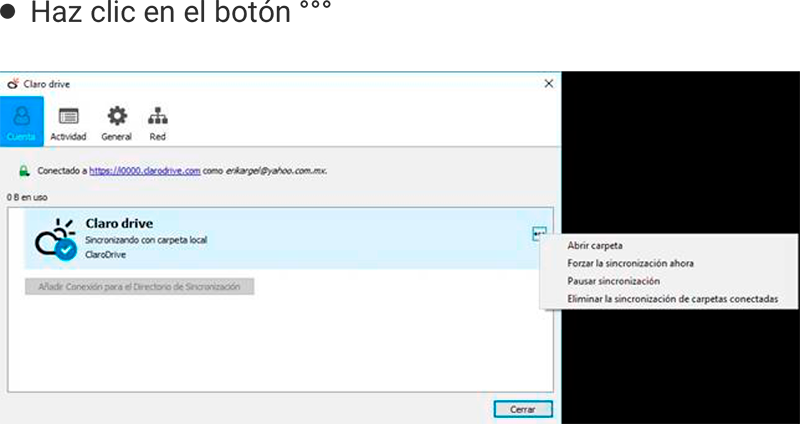 ● Haz clic en el botón °°°
Claro drive
Cuenta
Actividad
General
Red
Conectado a https://i0000.clarodrive.com como erikargel@yahoo.com.mx.
0 B en uso
Claro drive
Sincronizando con carpeta local
ClaroDrive
Abrir carpeta
Forzar la sincronización ahora
Pausar sincronización
Eliminar la sincronización de carpetas conectadas
Añadir Conexión para el Directorio de Sincronización
Cerrar